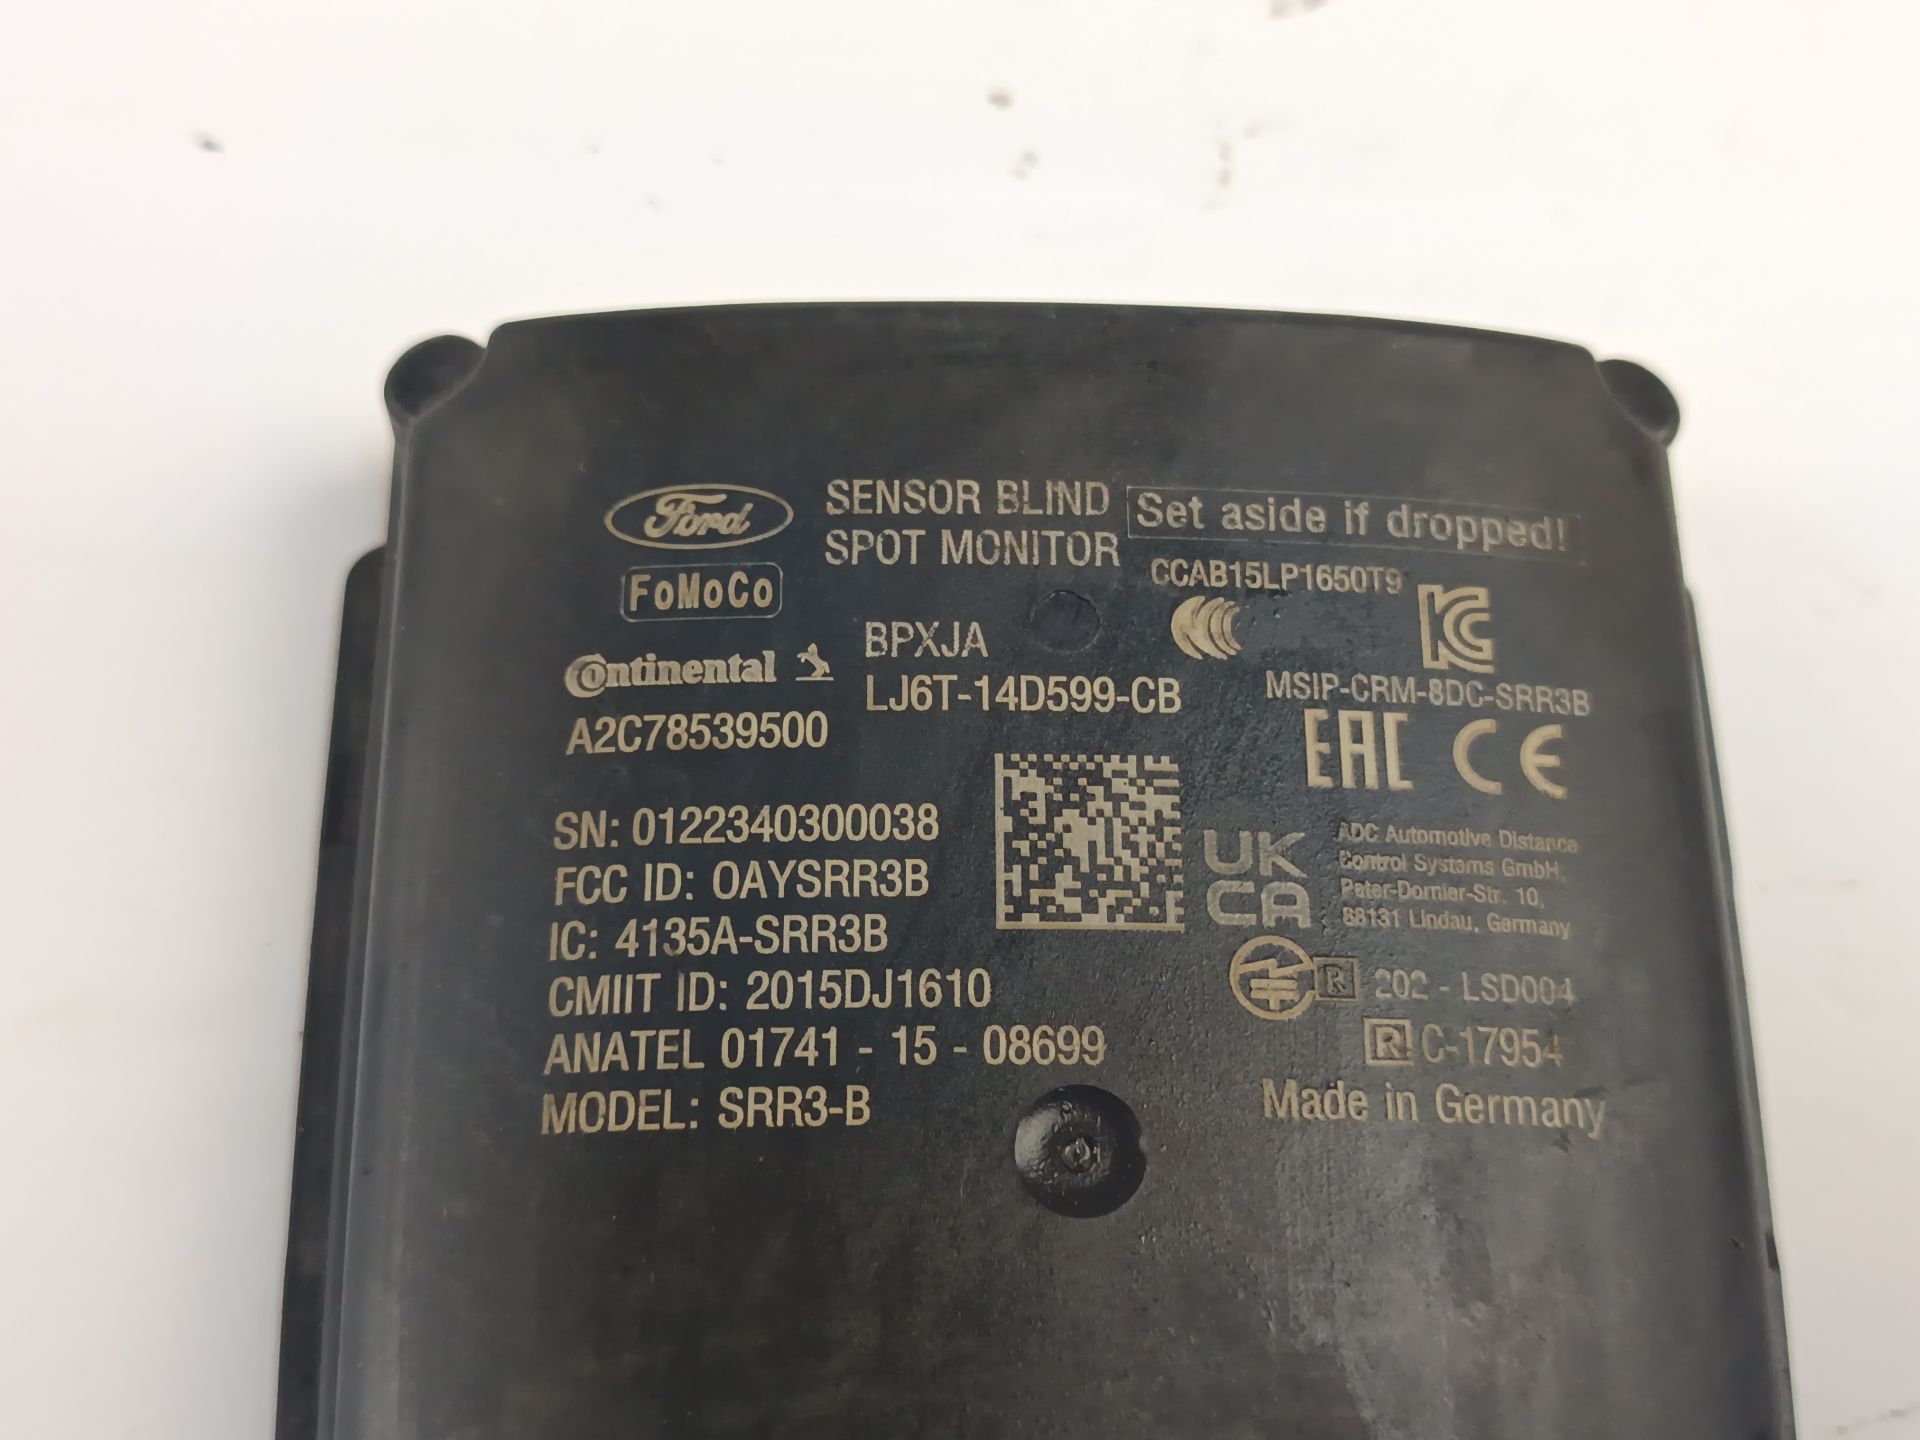 Ford
SENSOR BLIND
SPOT MONITOR
Set aside if dropped!
FoMoCo
CCAB15LP1650T9
Continental
BPXJA
LJ6T-14D599-CB
A2C78539500
MSIP-CRM-8DC-SRR3B
EAC CE
SN: 0122340300038
FCC ID: OAYSRR3B
IC: 4135A-SRR3B
CMIIT ID: 2015DJ1610
ANATEL 01741 - 15 - 08699
MODEL: SRR3-B
UK
CA
ADC Automotive Distance
Control Systems GmbH,
Peter-Dornier-Str. 10,
88131 Lindau, Germany
R 202 - LSD004
R C-17954
Made in Germany